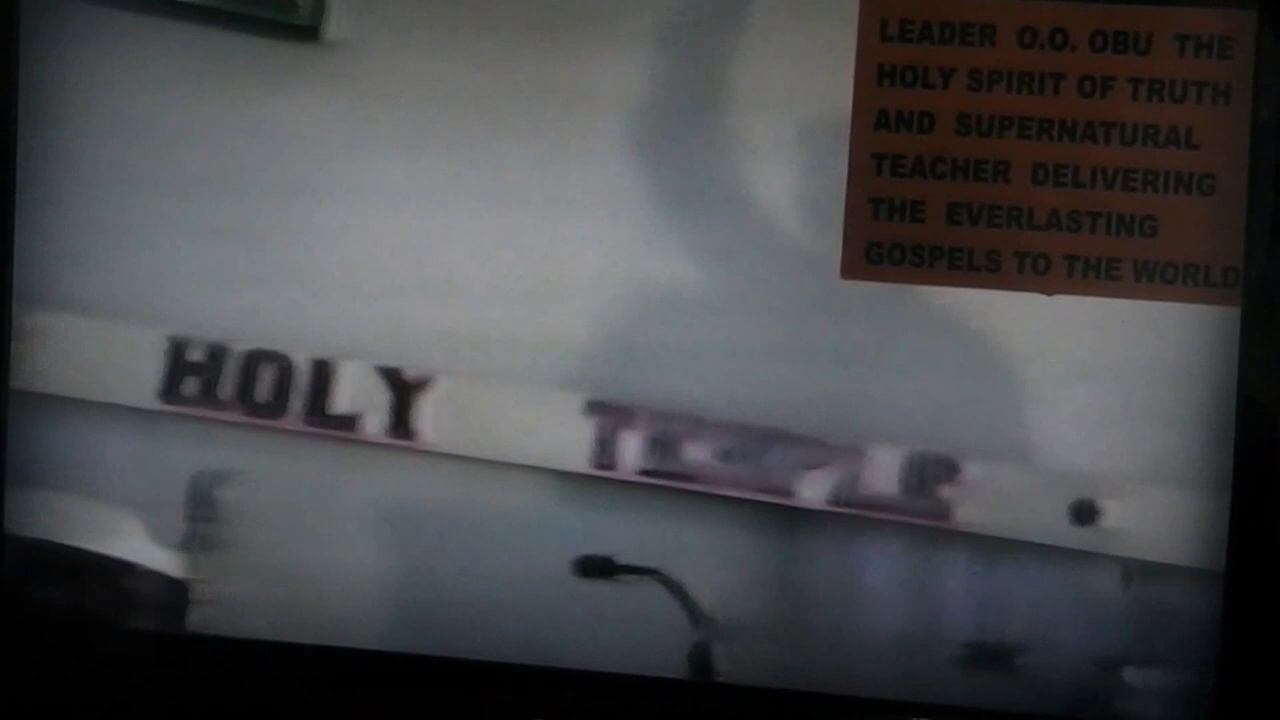 LEADER O.O. OBU THE
HOLY SPIRIT OF TRUTH
AND SUPERNATURAL
TEACHER DELIVERING
THE EVERLASTING
GOSPELS TO THE WORLD
HOLY